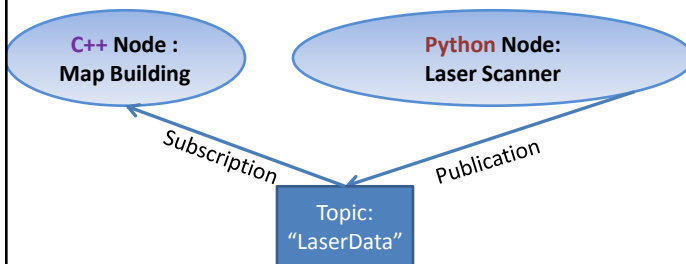 C++ Node :
Map Building
Python Node:
Laser Scanner
Subscription
Publication
Topic:
“LaserData”